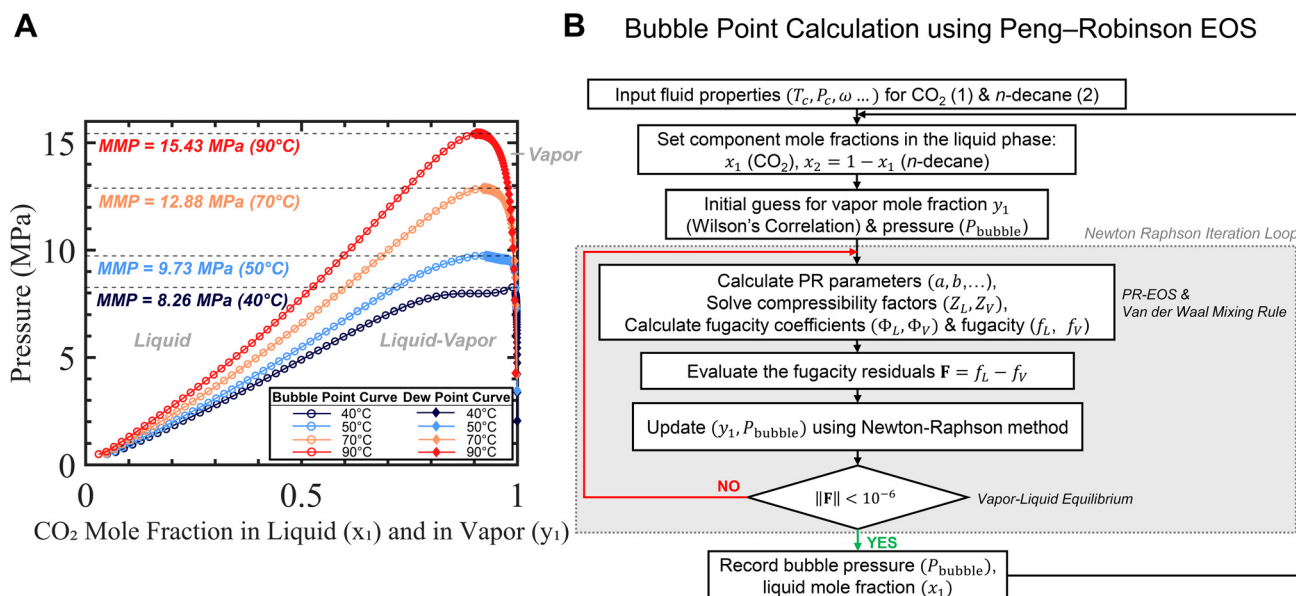 A
MMP = 15.43 MPa (90°C)
MMP = 12.88 MPa (70°C)
MMP = 9.73 MPa (50°C)
MMP = 8.26 MPa (40°C)
Vapor
Liquid
Liquid-Vapor
Pressure (MPa)
15
10
5
0
0
0.5
1
CO₂ Mole Fraction in Liquid (x₁) and in Vapor (y₁)
Bubble Point Curve Dew Point Curve
40°C 40°C
50°C 50°C
70°C 70°C
90°C 90°C
B
Bubble Point Calculation using Peng–Robinson EOS
Input fluid properties (T_c, P_c, ω ...) for CO₂ (1) & n-decane (2)
Set component mole fractions in the liquid phase:
x₁ (CO₂), x₂ = 1 − x₁ (n-decane)
Initial guess for vapor mole fraction y₁
(Wilson's Correlation) & pressure (P_bubble)
Newton Raphson Iteration Loop
Calculate PR parameters (a, b, ...),
Solve compressibility factors (Z_L, Z_V),
Calculate fugacity coefficients (Φ_L, Φ_V) & fugacity (f_L, f_V)
PR-EOS &
Van der Waal Mixing Rule
Evaluate the fugacity residuals F = f_L − f_V
Update (y₁, P_bubble) using Newton-Raphson method
NO
‖F‖ < 10⁻⁶
Vapor-Liquid Equilibrium
YES
Record bubble pressure (P_bubble),
liquid mole fraction (x₁)